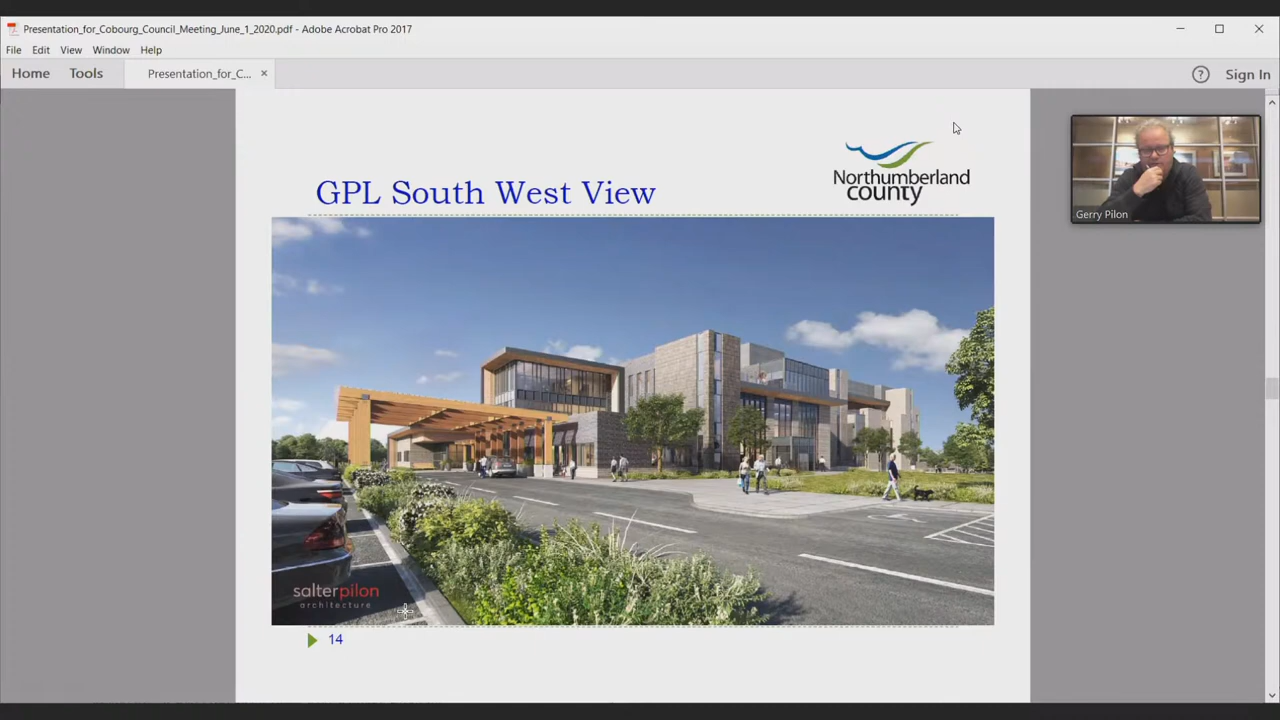 Presentation_for_Cobourg_Council_Meeting_June_1_2020.pdf - Adobe Acrobat Pro 2017
File Edit View Window Help
Home Tools Presentation_for_C... × ? Sign In
Northumberland
county
GPL South West View
Gerry Pilon
salterpilon
architecture
14